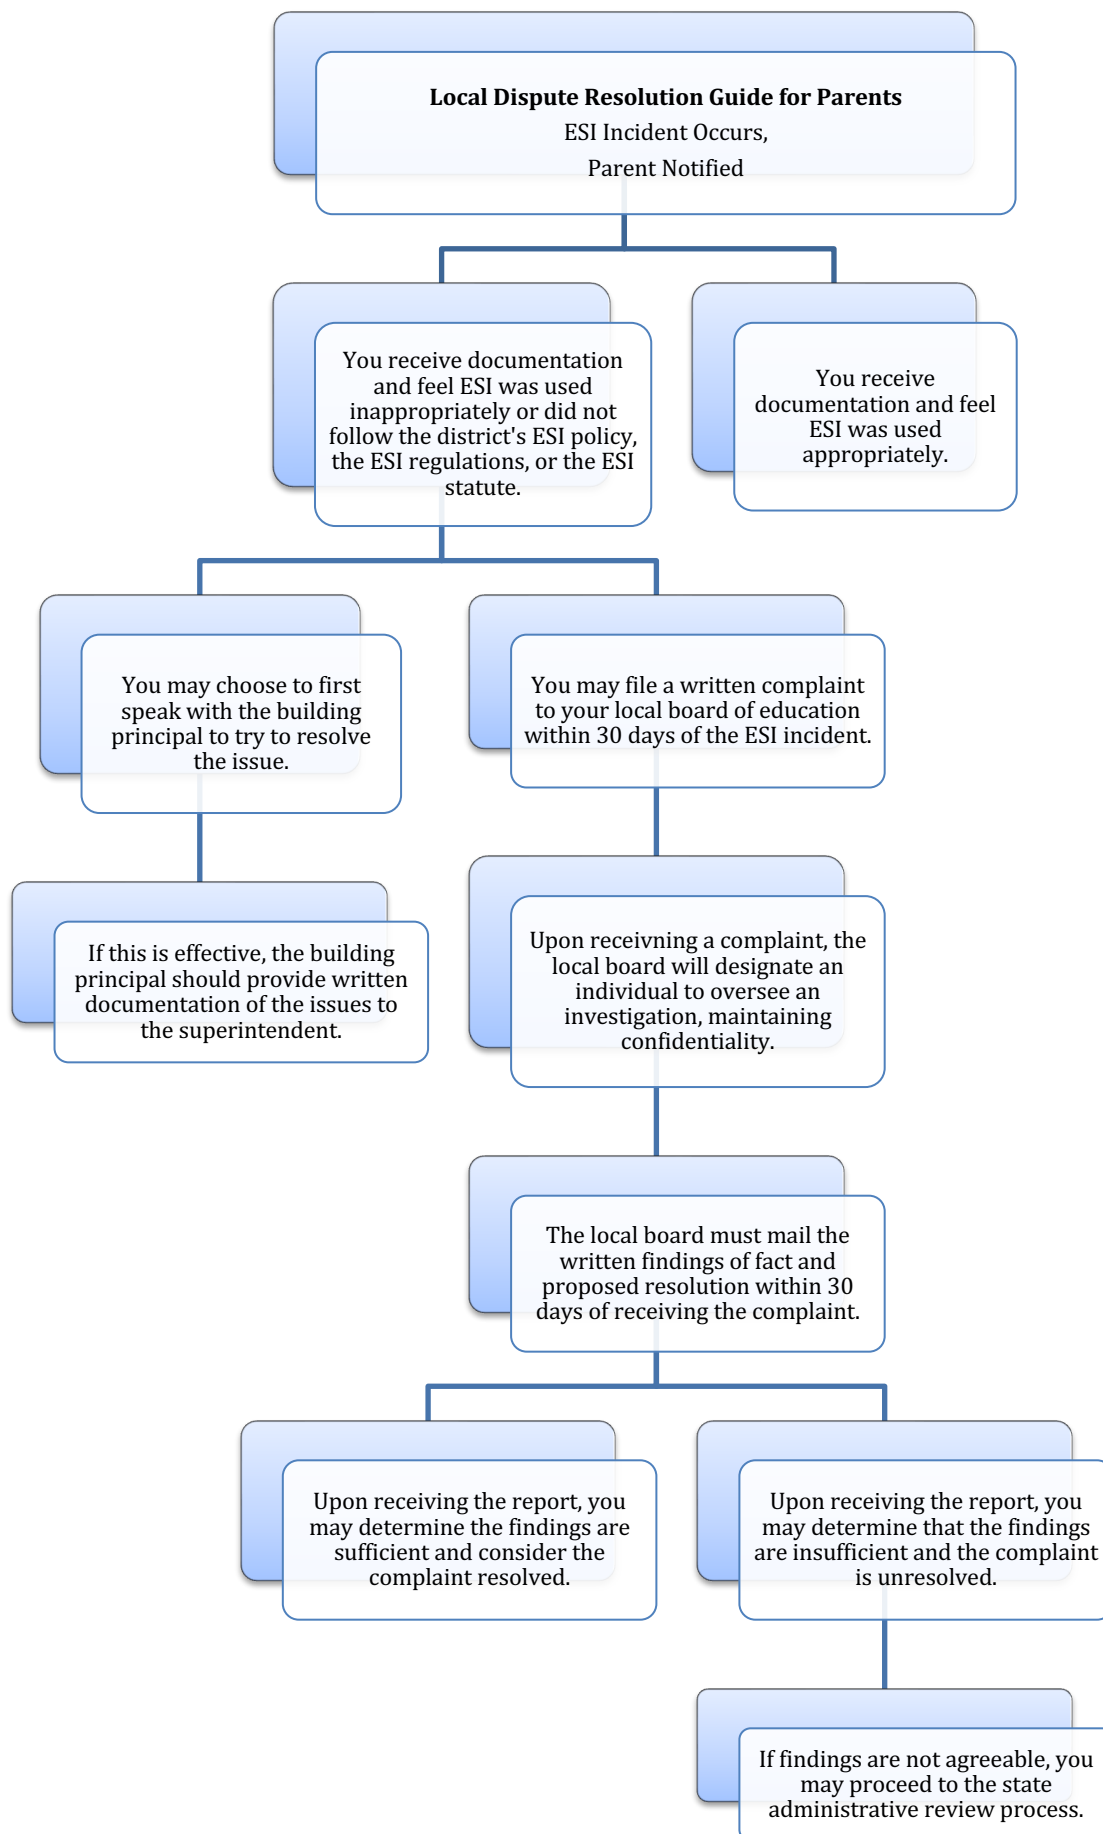 Local Dispute Resolution Guide for Parents
ESI Incident Occurs,
Parent Notified
You receive documentation
and feel ESI was used
inappropriately or did not
follow the district's ESI policy,
the ESI regulations, or the ESI
statute.
You receive
documentation and feel
ESI was used
appropriately.
You may choose to first
speak with the building
principal to try to resolve
the issue.
You may file a written complaint
to your local board of education
within 30 days of the ESI incident.
If this is effective, the building
principal should provide written
documentation of the issues to
the superintendent.
Upon receivning a complaint, the
local board will designate an
individual to oversee an
investigation, maintaining
confidentiality.
The local board must mail the
written findings of fact and
proposed resolution within 30
days of receiving the complaint.
Upon receiving the report, you
may determine the findings are
sufficient and consider the
complaint resolved.
Upon receiving the report, you
may determine that the findings
are insufficient and the complaint
is unresolved.
If findings are not agreeable, you
may proceed to the state
administrative review process.